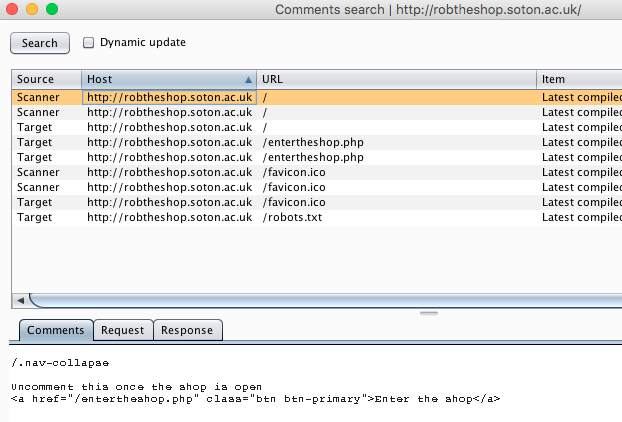 Comments search | http://robtheshop.soton.ac.uk/
Search Dynamic update
Source Host URL Item
Scanner http://robtheshop.soton.ac.uk / Latest compiled
Scanner http://robtheshop.soton.ac.uk / Latest compiled
Target http://robtheshop.soton.ac.uk / Latest compiled
Target http://robtheshop.soton.ac.uk /entertheshop.php Latest compiled
Target http://robtheshop.soton.ac.uk /entertheshop.php Latest compiled
Scanner http://robtheshop.soton.ac.uk /favicon.ico Latest compiled
Scanner http://robtheshop.soton.ac.uk /favicon.ico Latest compiled
Target http://robtheshop.soton.ac.uk /favicon.ico Latest compiled
Target http://robtheshop.soton.ac.uk /robots.txt Latest compiled
Comments Request Response
/.nav-collapse
Uncomment this once the shop is open
<a href="/entertheshop.php" class="btn btn-primary">Enter the shop</a>